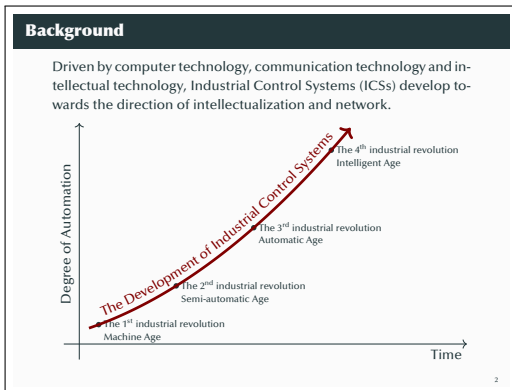 Background
Driven by computer technology, communication technology and in-
tellectual technology, Industrial Control Systems (ICSs) develop to-
wards the direction of intellectualization and network.
Degree of Automation
The Development of Industrial Control Systems
The 4th industrial revolution
Intelligent Age
The 3rd industrial revolution
Automatic Age
The 2nd industrial revolution
Semi-automatic Age
The 1st industrial revolution
Machine Age
Time
2